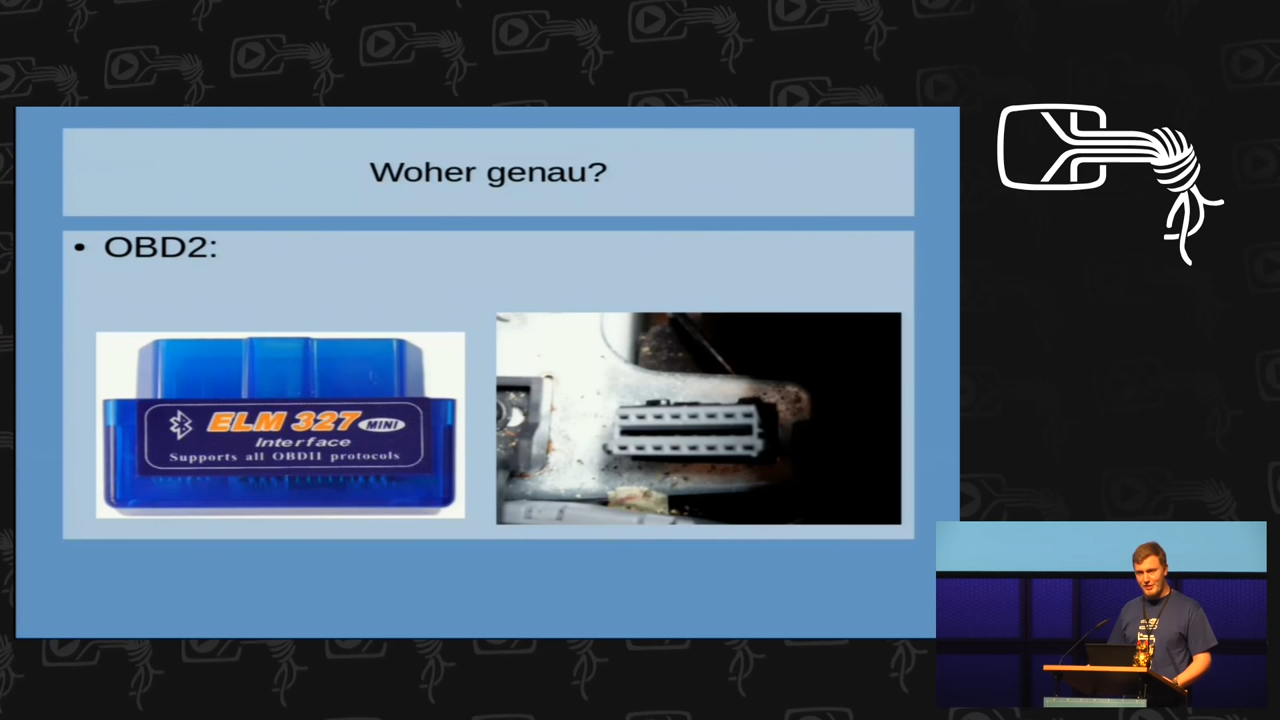 Woher genau?
• OBD2:
ELM 327 MINI
Interface
Supports all OBDII protocols